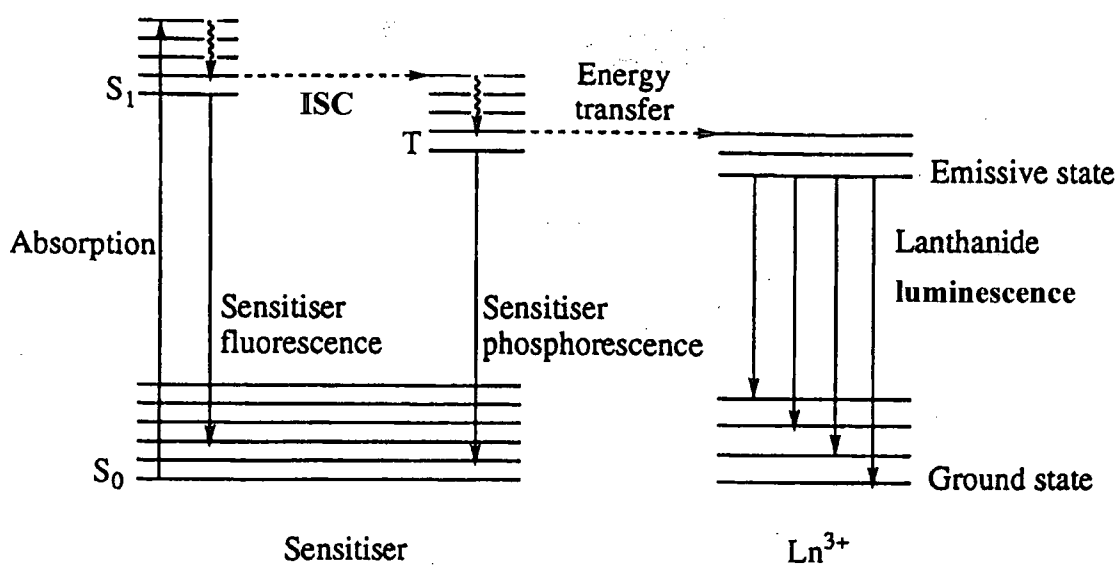 S1
ISC
T
Energy
transfer
Emissive state
Absorption
Lanthanide
luminescence
Sensitiser
fluorescence
Sensitiser
phosphorescence
S0
Ground state
Sensitiser
Ln3+